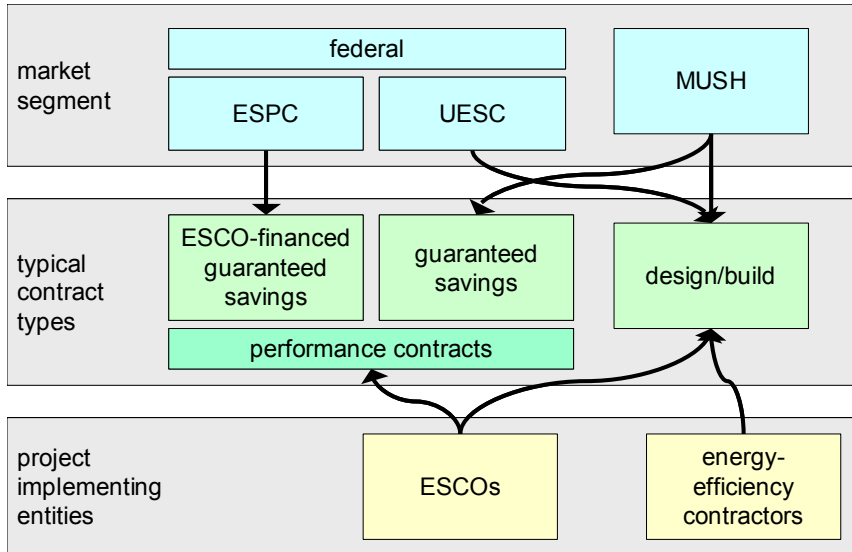 market
segment
federal
ESPC
UESC
MUSH
typical
contract
types
ESCO-financed
guaranteed
savings
guaranteed
savings
design/build
performance contracts
project
implementing
entities
ESCOs
energy-
efficiency
contractors